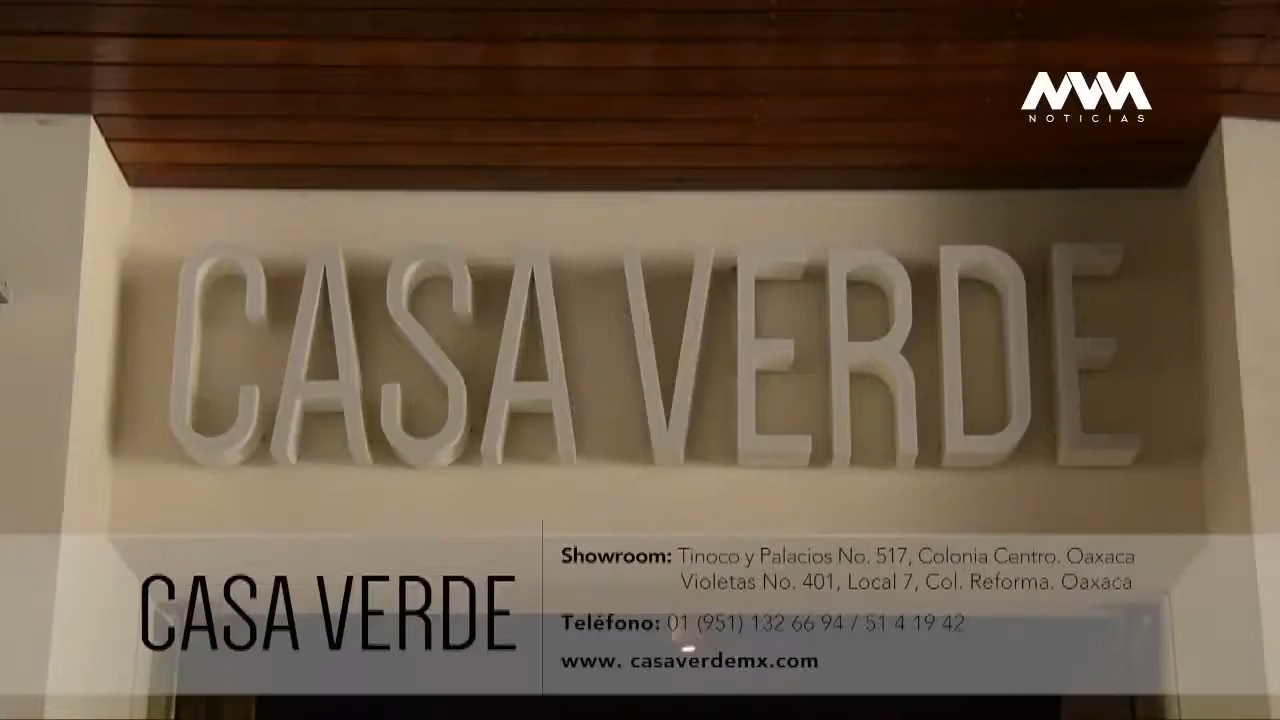 MVM
NOTICIAS
CASA VERDE
CASA VERDE
Showroom: Tinoco y Palacios No. 517, Colonia Centro. Oaxaca
Violetas No. 401, Local 7, Col. Reforma. Oaxaca
Teléfono: 01 (951) 132 66 94 / 51 4 19 42
www. casaverdemx.com